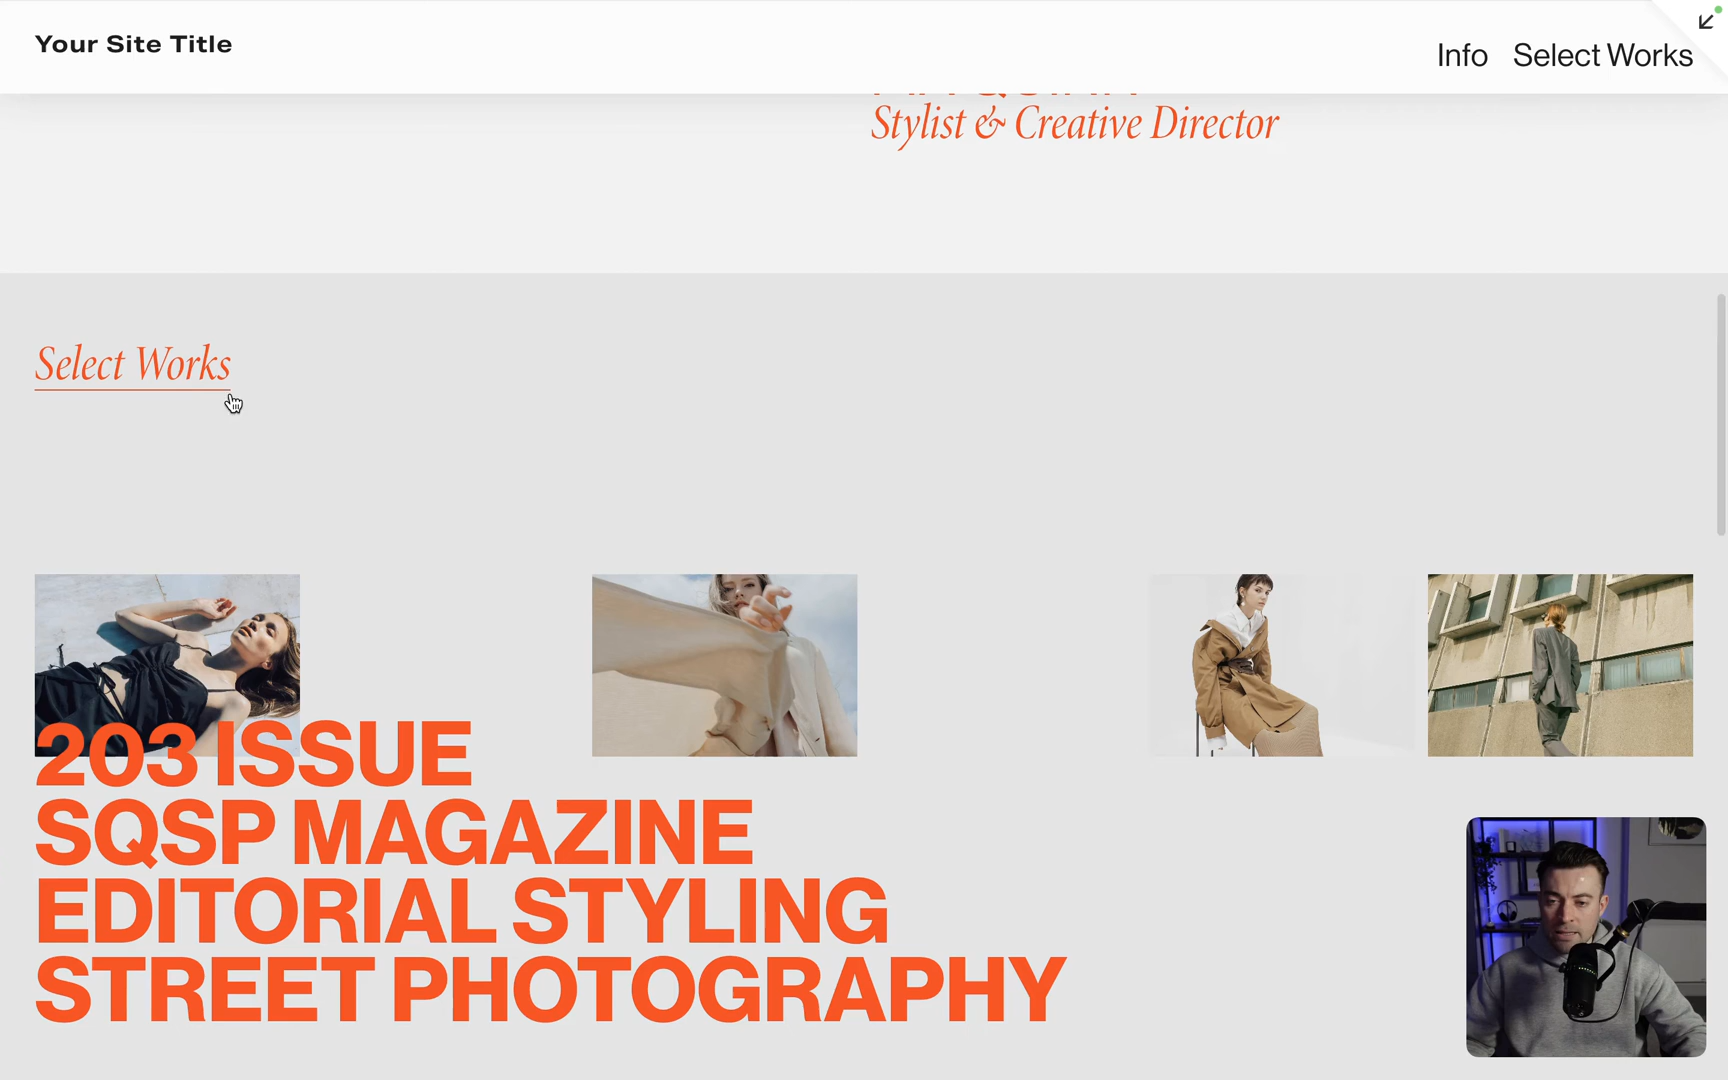 Your Site Title
Info Select Works
Stylist & Creative Director
Select Works
203 ISSUE
SQSP MAGAZINE
EDITORIAL STYLING
STREET PHOTOGRAPHY